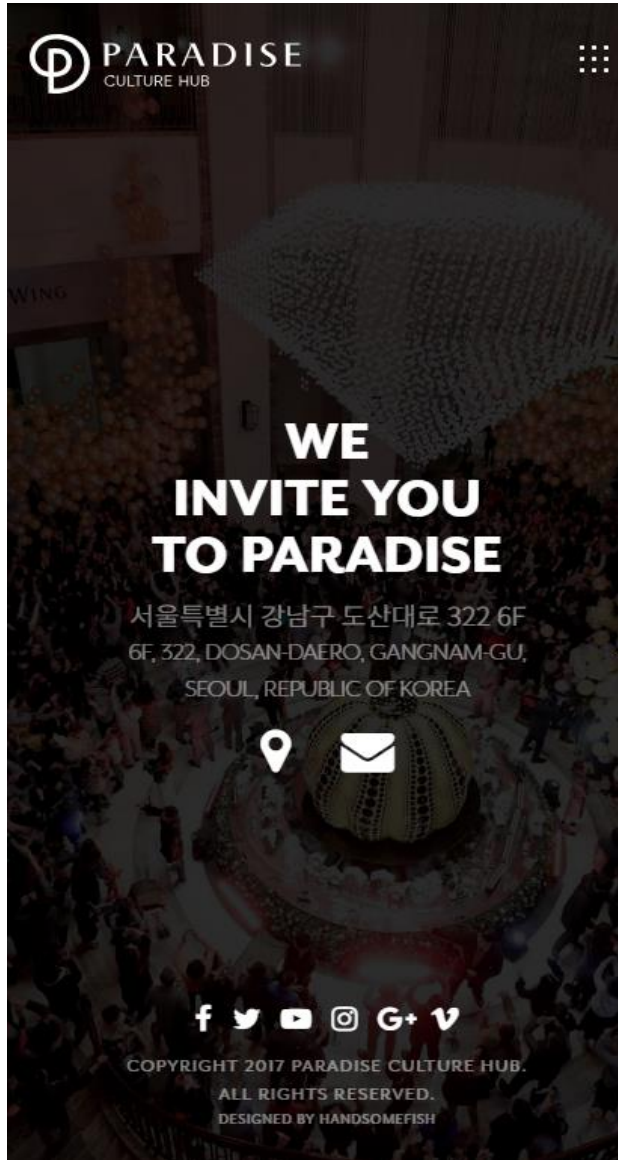 PARADISE
CULTURE HUB
WING
WE
INVITE YOU
TO PARADISE
서울특별시 강남구 도산대로 322 6F
6F, 322, DOSAN-DAERO, GANGNAM-GU,
SEOUL, REPUBLIC OF KOREA
COPYRIGHT 2017 PARADISE CULTURE HUB.
ALL RIGHTS RESERVED.
DESIGNED BY HANDSOMEFISH